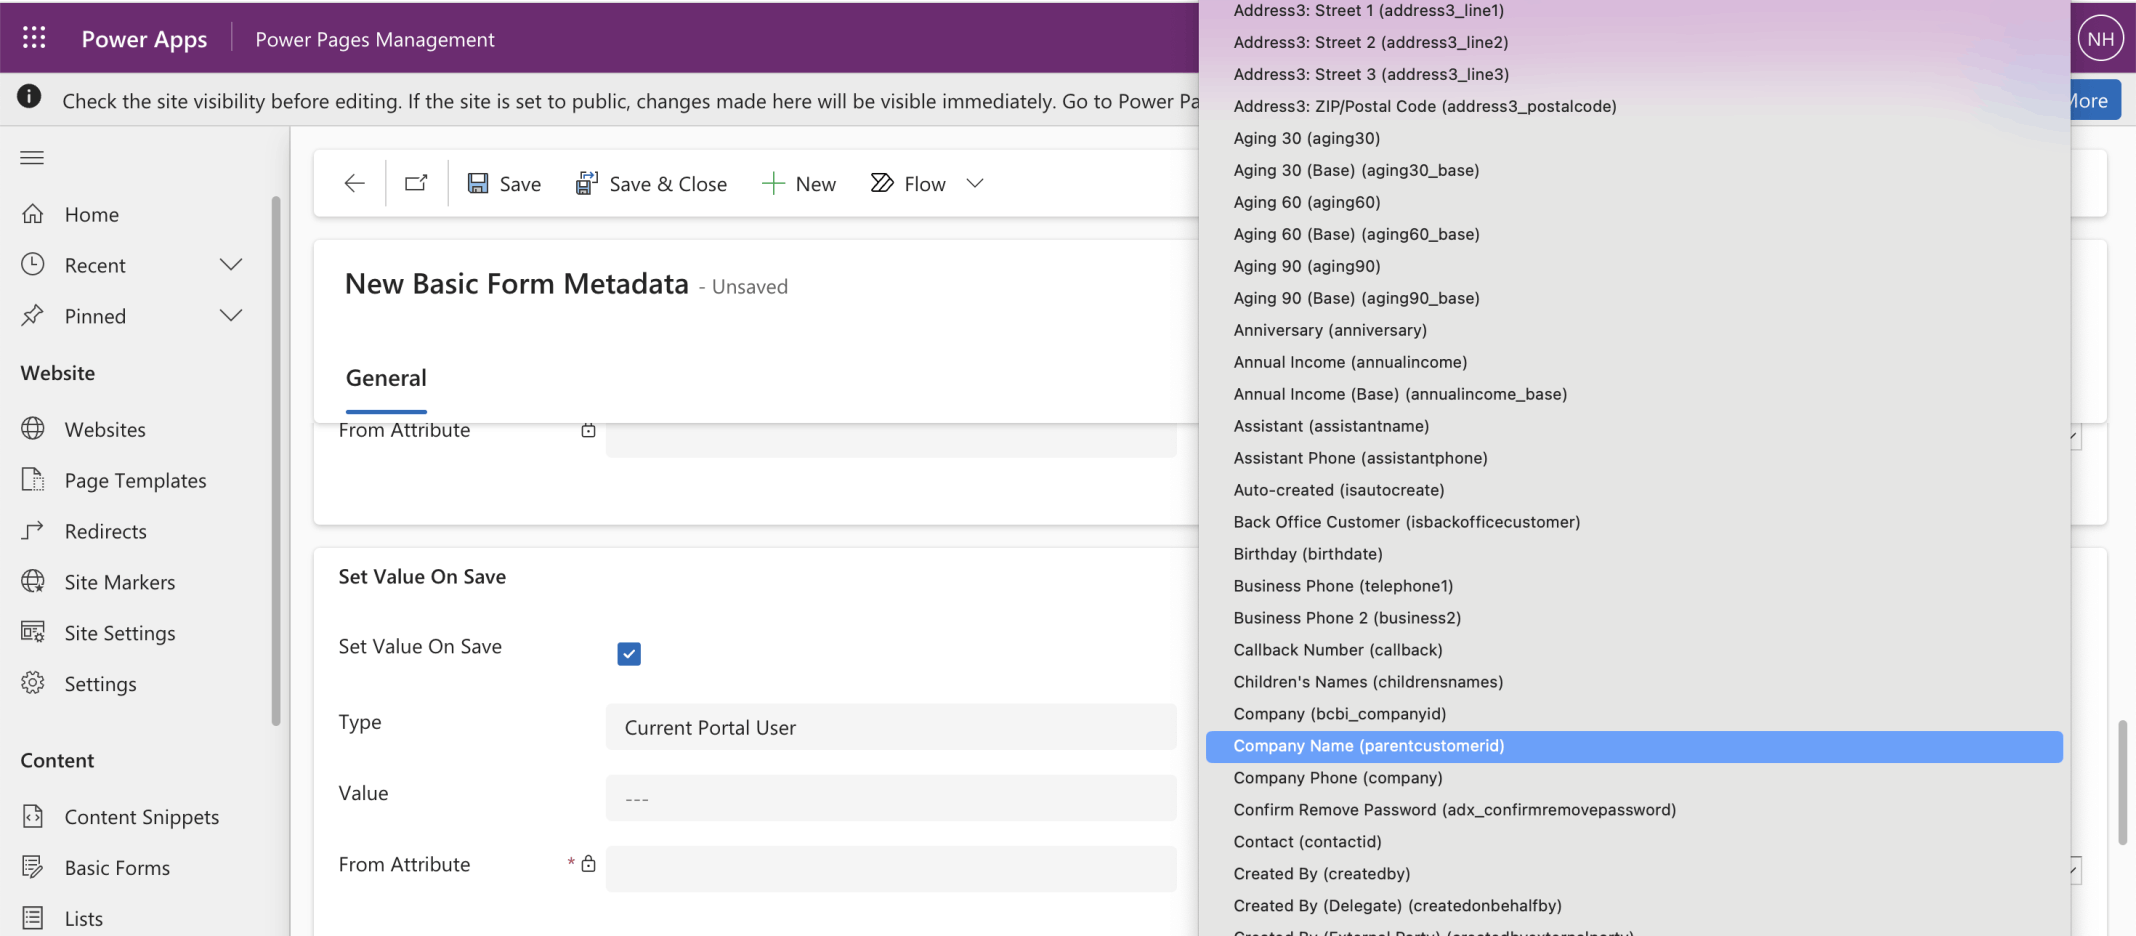 Power Apps
Power Pages Management
NH
Check the site visibility before editing. If the site is set to public, changes made here will be visible immediately. Go to Power Pa
More
Home
Recent
Pinned
Website
Websites
Page Templates
Redirects
Site Markers
Site Settings
Settings
Content
Content Snippets
Basic Forms
Lists
Save
Save & Close
New
Flow
New Basic Form Metadata - Unsaved
General
From Attribute
Set Value On Save
Set Value On Save
Type
Current Portal User
Value
---
From Attribute *
Address3: Street 1 (address3_line1)
Address3: Street 2 (address3_line2)
Address3: Street 3 (address3_line3)
Address3: ZIP/Postal Code (address3_postalcode)
Aging 30 (aging30)
Aging 30 (Base) (aging30_base)
Aging 60 (aging60)
Aging 60 (Base) (aging60_base)
Aging 90 (aging90)
Aging 90 (Base) (aging90_base)
Anniversary (anniversary)
Annual Income (annualincome)
Annual Income (Base) (annualincome_base)
Assistant (assistantname)
Assistant Phone (assistantphone)
Auto-created (isautocreate)
Back Office Customer (isbackofficecustomer)
Birthday (birthdate)
Business Phone (telephone1)
Business Phone 2 (business2)
Callback Number (callback)
Children's Names (childrensnames)
Company (bcbi_companyid)
Company Name (parentcustomerid)
Company Phone (company)
Confirm Remove Password (adx_confirmremovepassword)
Contact (contactid)
Created By (createdby)
Created By (Delegate) (createdonbehalfby)
Created By (External Party) (createdbyexternalparty)